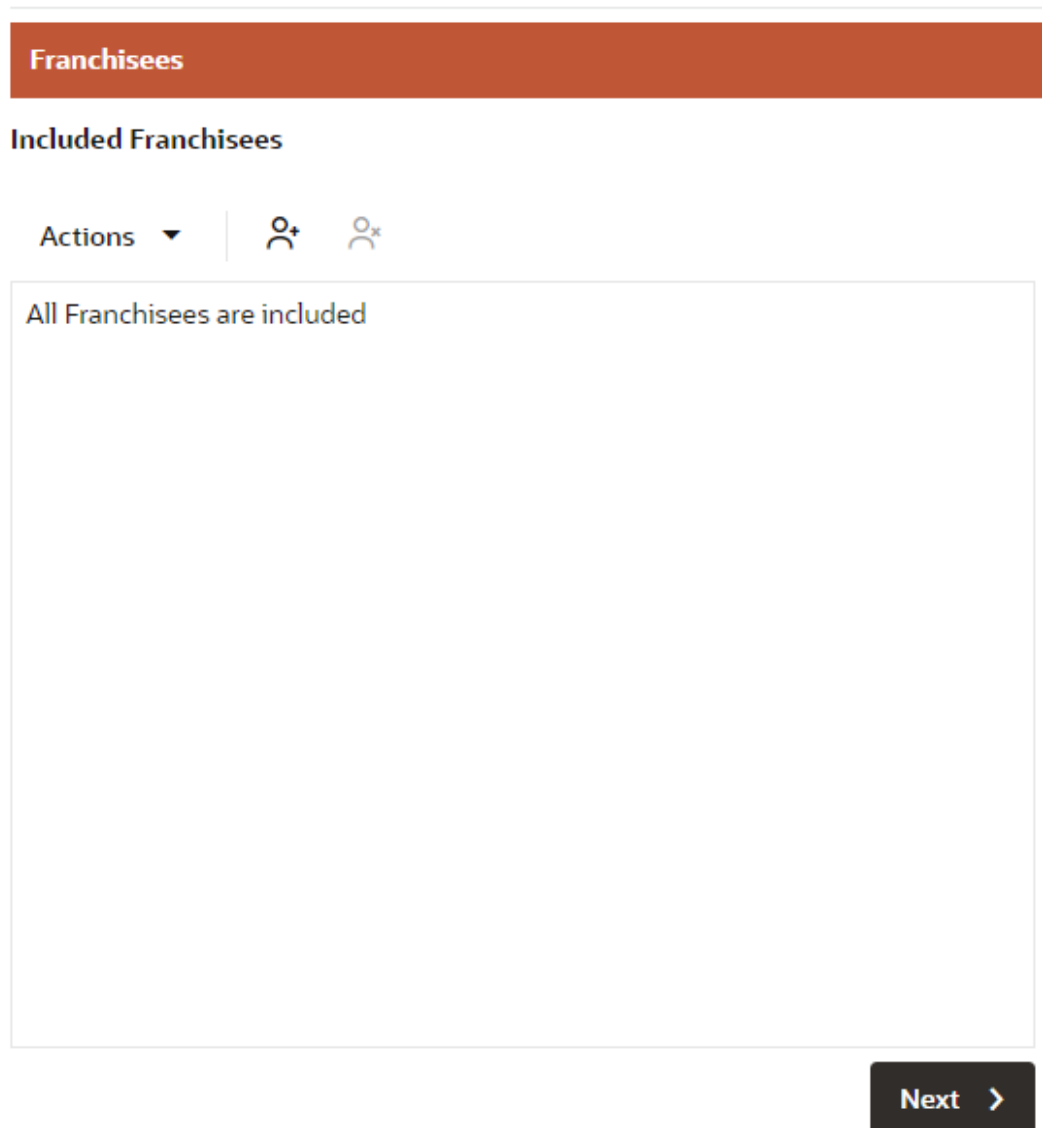 Franchisees
Included Franchisees
Actions
All Franchisees are included
Next